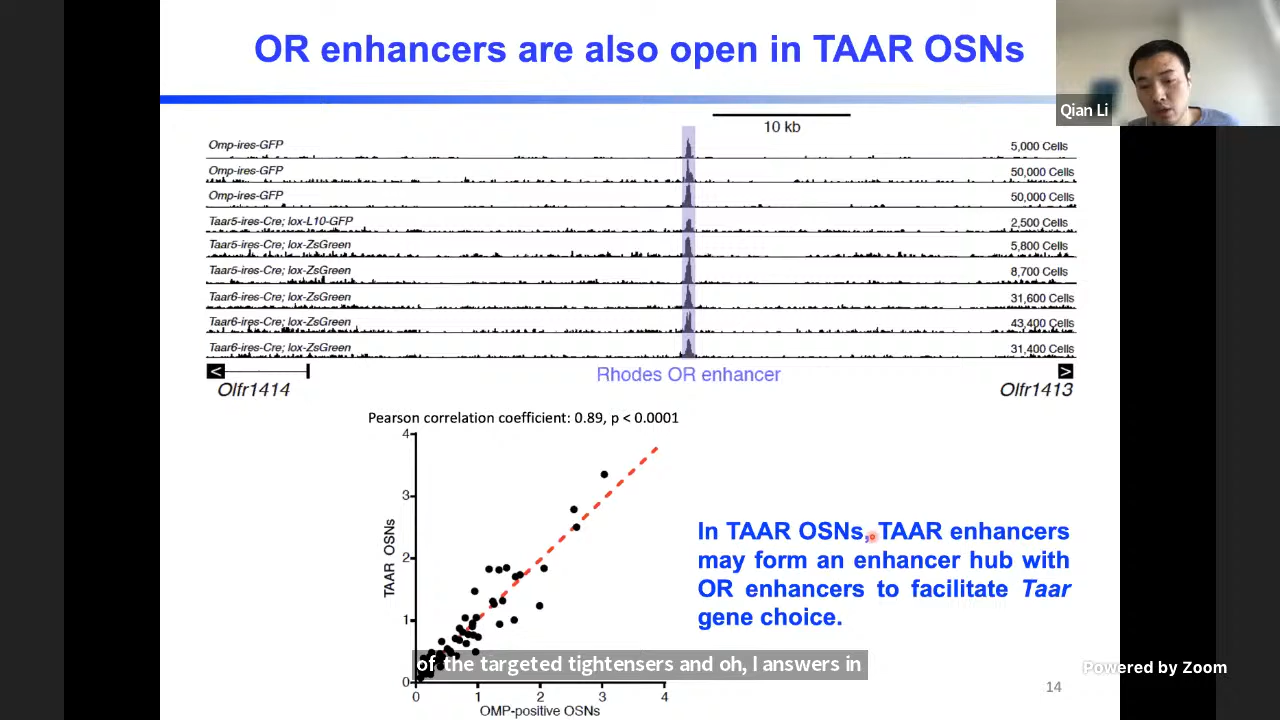 OR enhancers are also open in TAAR OSNs
Qian Li
10 kb
Omp-ires-GFP 5,000 Cells
Omp-ires-GFP 50,000 Cells
Omp-ires-GFP 50,000 Cells
Taar5-ires-Cre; lox-L10-GFP 2,500 Cells
Taar5-ires-Cre; lox-ZsGreen 5,800 Cells
Taar5-ires-Cre; lox-ZsGreen 8,700 Cells
Taar6-ires-Cre; lox-ZsGreen 31,600 Cells
Taar6-ires-Cre; lox-ZsGreen 43,400 Cells
Taar6-ires-Cre; lox-ZsGreen 31,400 Cells
< >
Olfr1414 Rhodes OR enhancer Olfr1413
Pearson correlation coefficient: 0.89, p < 0.0001
4
3
2
1
0
TAAR OSNs
0 1 2 3 4
OMP-positive OSNs
In TAAR OSNs, TAAR enhancers
may form an enhancer hub with
OR enhancers to facilitate Taar
gene choice.
of the targeted tightensers and oh, I answers in
Powered by Zoom
14